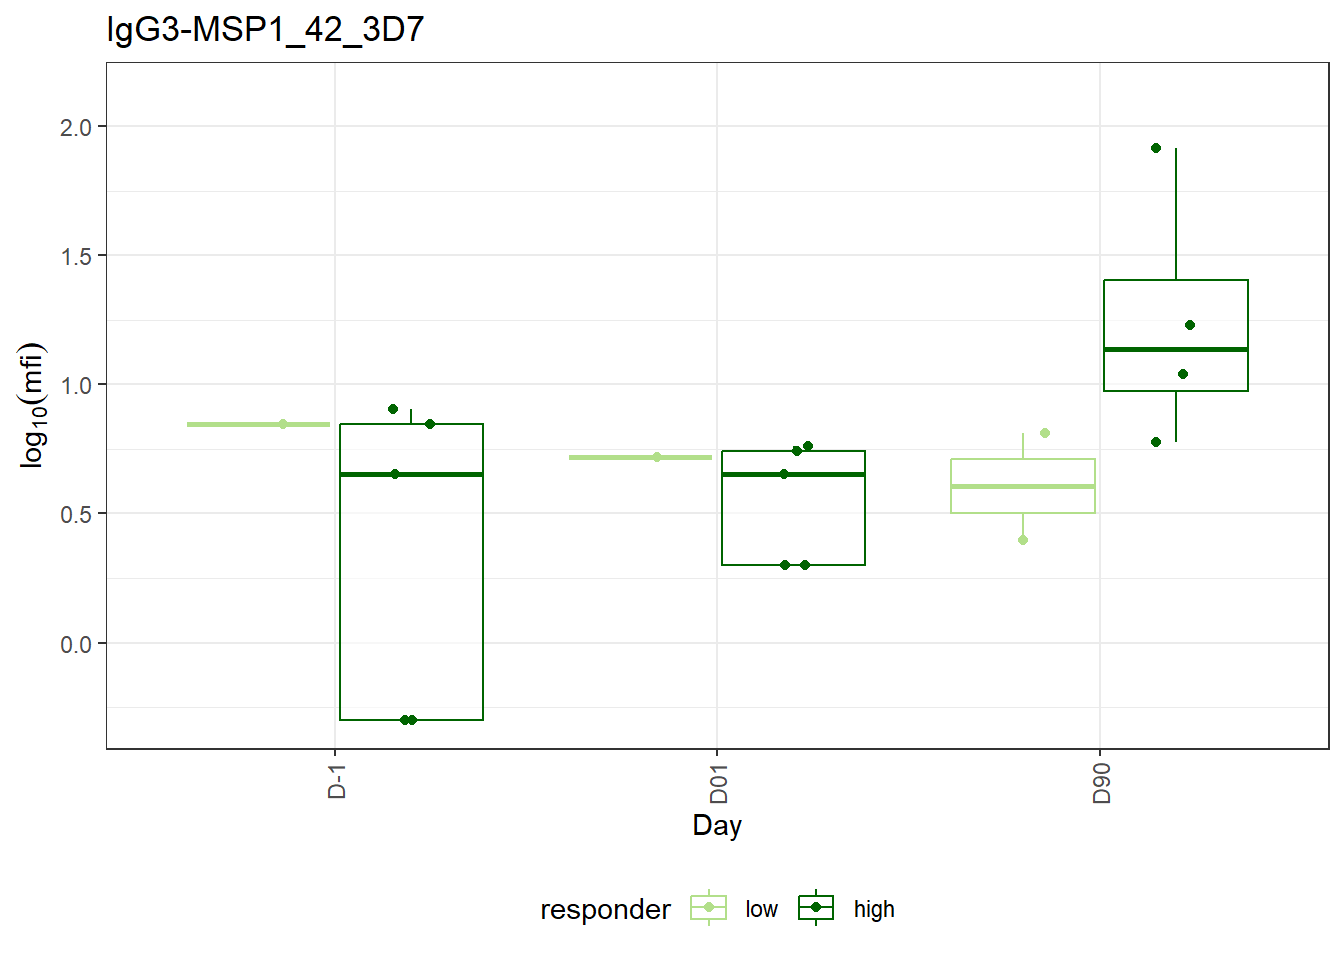 IgG3-MSP1_42_3D7
2.0
1.5
1.0
0.5
0.0
log10(mfi)
D-1
D01
D90
Day
responder low high